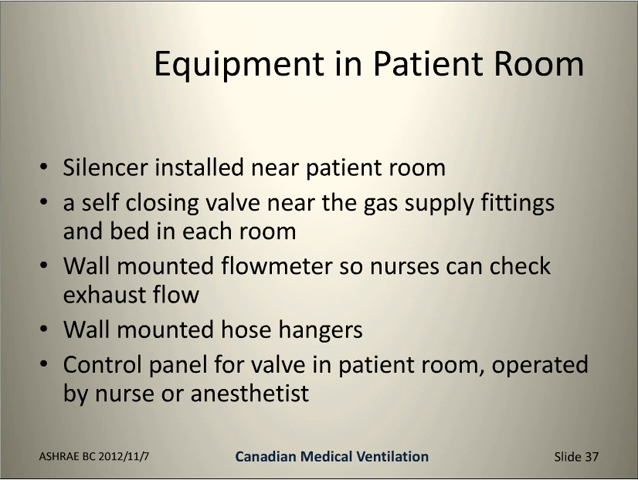 Equipment in Patient Room
• Silencer installed near patient room
• a self closing valve near the gas supply fittings
and bed in each room
• Wall mounted flowmeter so nurses can check
exhaust flow
• Wall mounted hose hangers
• Control panel for valve in patient room, operated
by nurse or anesthetist
ASHRAE BC 2012/11/7 Canadian Medical Ventilation Slide 37